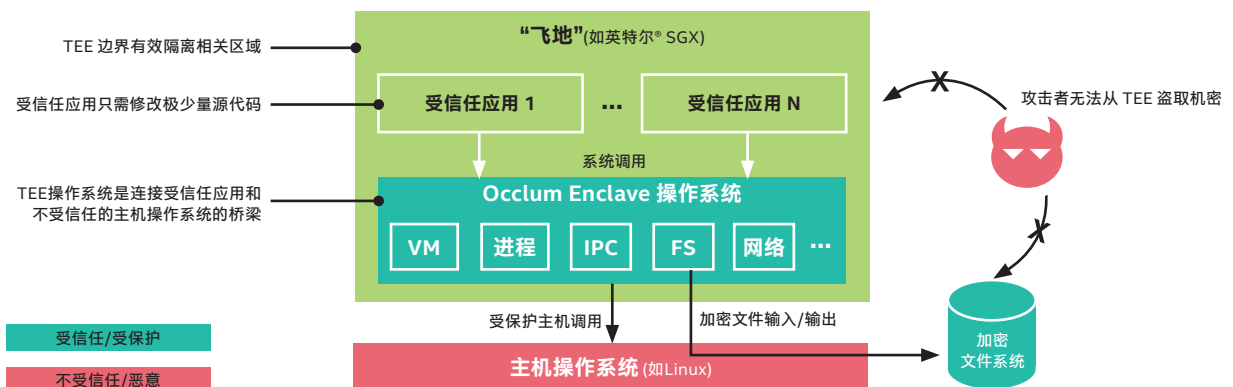 “飞地”(如英特尔® SGX)
TEE 边界有效隔离相关区域
受信任应用只需修改极少量源代码
受信任应用 1
...
受信任应用 N
攻击者无法从 TEE 盗取机密
系统调用
TEE操作系统是连接受信任应用和
不受信任的主机操作系统的桥梁
Occlum Enclave 操作系统
VM
进程
IPC
FS
网络
...
受保护主机调用
加密文件输入/输出
受信任/受保护
不受信任/恶意
主机操作系统 (如Linux)
加密
文件系统